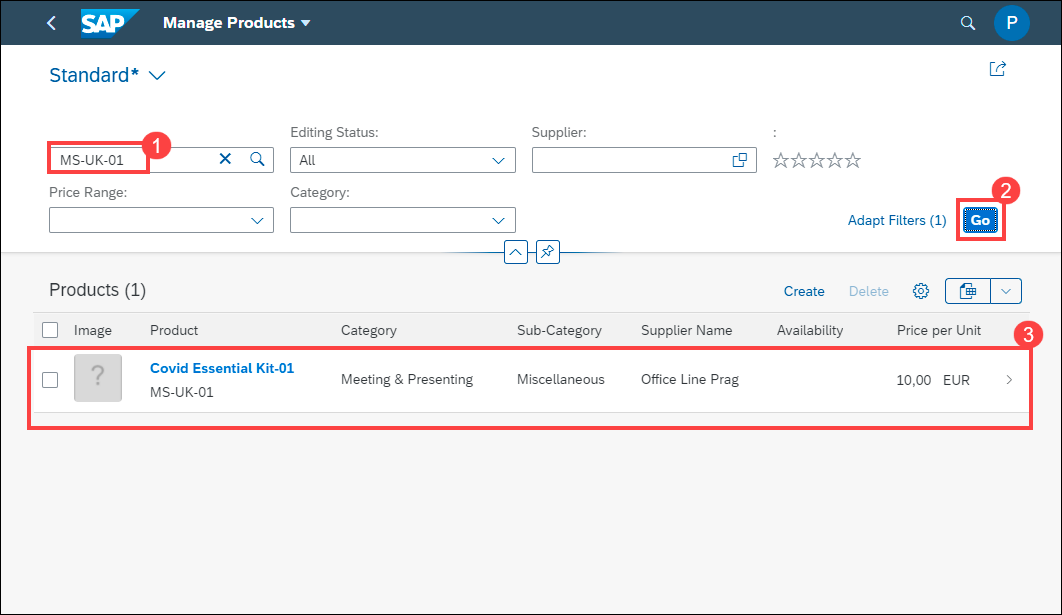 SAP Manage Products P
Standard*
MS-UK-01 1
Editing Status:
All
Supplier:
:
Price Range:
Category:
Adapt Filters (1) Go 2
Products (1) Create Delete
Image Product Category Sub-Category Supplier Name Availability Price per Unit 3
? Covid Essential Kit-01 Meeting & Presenting Miscellaneous Office Line Prag 10,00 EUR
MS-UK-01